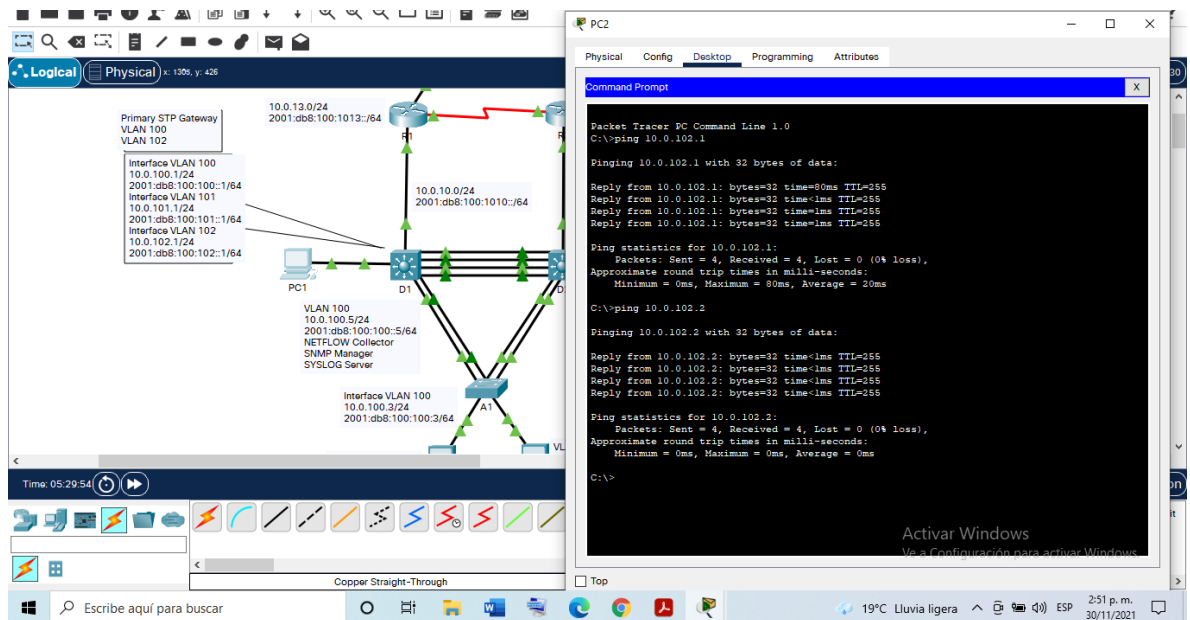 Logical
Physical
x: 1305, y: 426
Primary STP Gateway
VLAN 100
VLAN 102
Interface VLAN 100
10.0.100.1/24
2001:db8:100:100::1/64
Interface VLAN 101
10.0.101.1/24
2001:db8:100:101::1/64
Interface VLAN 102
10.0.102.1/24
2001:db8:100:102::1/64
10.0.13.0/24
2001:db8:100:1013::/64
R1
10.0.10.0/24
2001:db8:100:1010::/64
PC1
D1
VLAN 100
10.0.100.5/24
2001:db8:100:100::5/64
NETFLOW Collector
SNMP Manager
SYSLOG Server
Interface VLAN 100
10.0.100.3/24
2001:db8:100:100:3/64
A1
VL
Time: 05:29:54
Copper Straight-Through
PC2
Physical Config Desktop Programming Attributes
Command Prompt
X
Packet Tracer PC Command Line 1.0
C:\>ping 10.0.102.1
Pinging 10.0.102.1 with 32 bytes of data:
Reply from 10.0.102.1: bytes=32 time=80ms TTL=255
Reply from 10.0.102.1: bytes=32 time<1ms TTL=255
Reply from 10.0.102.1: bytes=32 time=1ms TTL=255
Reply from 10.0.102.1: bytes=32 time=1ms TTL=255
Ping statistics for 10.0.102.1:
Packets: Sent = 4, Received = 4, Lost = 0 (0% loss),
Approximate round trip times in milli-seconds:
Minimum = 0ms, Maximum = 80ms, Average = 20ms
C:\>ping 10.0.102.2
Pinging 10.0.102.2 with 32 bytes of data:
Reply from 10.0.102.2: bytes=32 time<1ms TTL=255
Reply from 10.0.102.2: bytes=32 time<1ms TTL=255
Reply from 10.0.102.2: bytes=32 time<1ms TTL=255
Reply from 10.0.102.2: bytes=32 time<1ms TTL=255
Ping statistics for 10.0.102.2:
Packets: Sent = 4, Received = 4, Lost = 0 (0% loss),
Approximate round trip times in milli-seconds:
Minimum = 0ms, Maximum = 0ms, Average = 0ms
C:\>
Activar Windows
Ve a Configuración para activar Windows.
Top
Escribe aquí para buscar
19°C Lluvia ligera
ESP
2:51 p. m.
30/11/2021